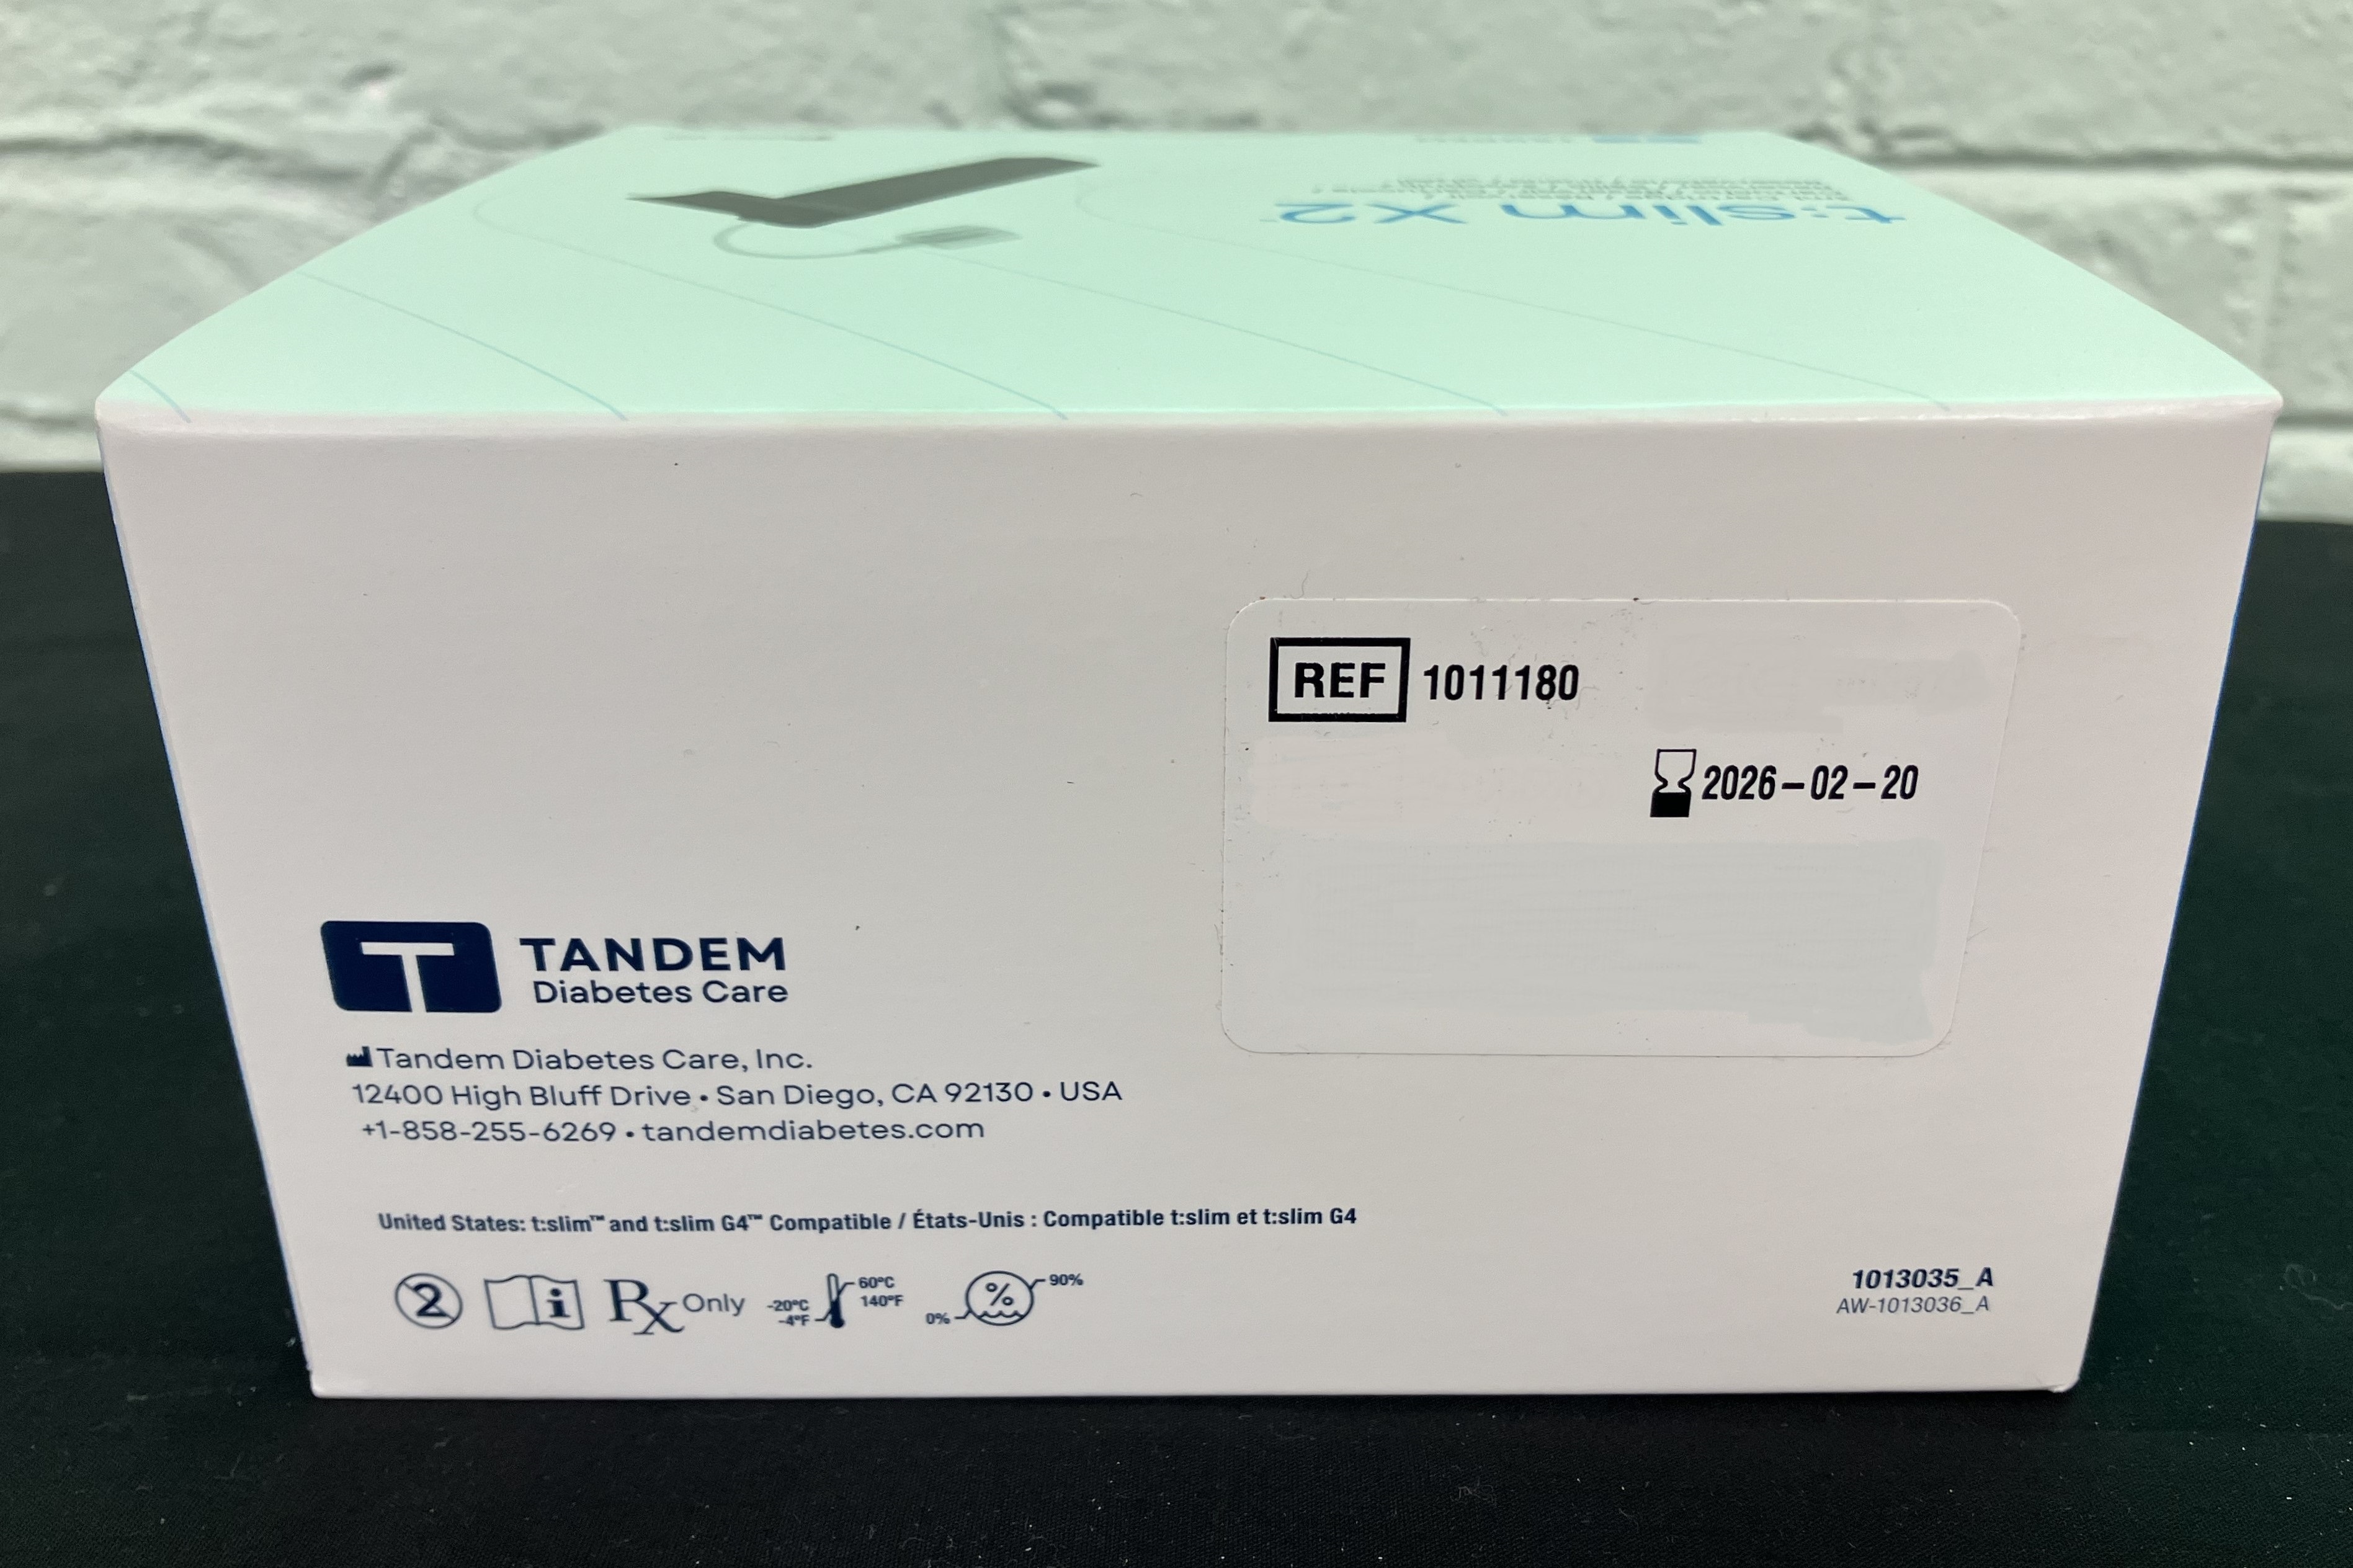 t:slim X2
REF 1011180
2026-02-20
T TANDEM
Diabetes Care
Tandem Diabetes Care, Inc.
12400 High Bluff Drive • San Diego, CA 92130 • USA
+1-858-255-6269 • tandemdiabetes.com
United States: t:slim™ and t:slim G4™ Compatible / États-Unis : Compatible t:slim et t:slim G4
2 i Rx Only -20°C -4°F 60°C 140°F 0% % 90%
1013035_A
AW-1013036_A